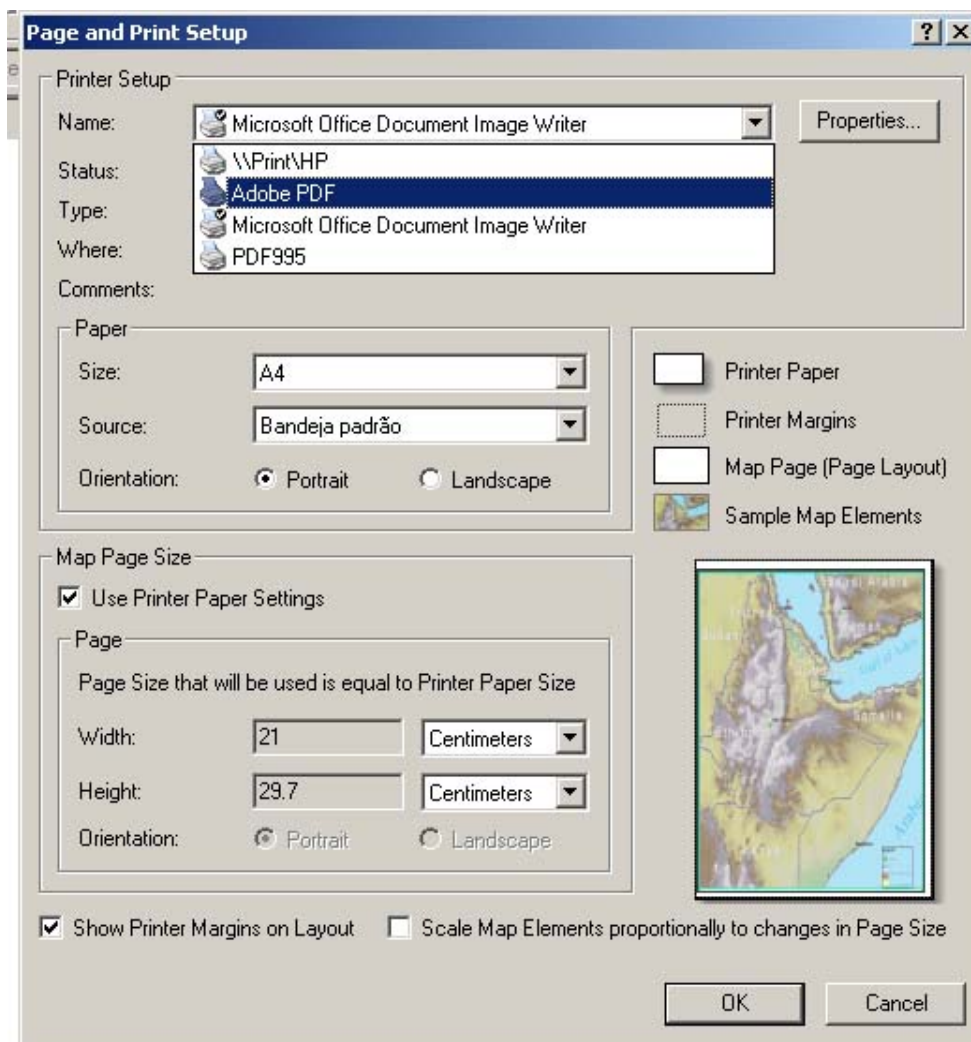 Page and Print Setup
Printer Setup
Name:
Microsoft Office Document Image Writer
Properties...
\\Print\HP
Status:
Adobe PDF
Type:
Microsoft Office Document Image Writer
Where:
PDF995
Comments:
Paper
Size:
A4
Source:
Bandeja padrão
Orientation:
Portrait
Landscape
Printer Paper
Printer Margins
Map Page (Page Layout)
Sample Map Elements
Map Page Size
Use Printer Paper Settings
Page
Page Size that will be used is equal to Printer Paper Size
Width:
21
Centimeters
Height:
29.7
Centimeters
Orientation:
Portrait
Landscape
Saudi Arabia
Somalia
Show Printer Margins on Layout
Scale Map Elements proportionally to changes in Page Size
OK
Cancel